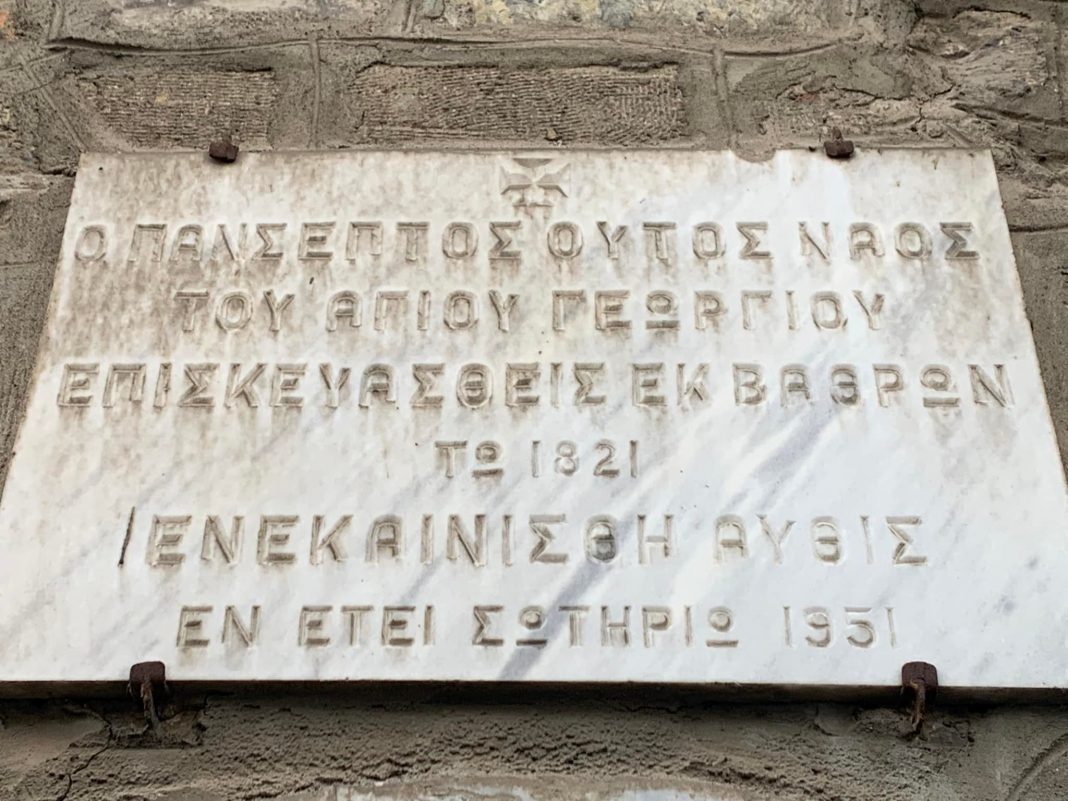 Ο ΠΑΝΣΕΠΤΟΣ ΟΥΤΟΣ ΝΑΟΣ
ΤΟΥ ΑΓΙΟΥ ΓΕΩΡΓΙΟΥ
ΕΠΙΣΚΕΥΑΣΘΕΙΣ ΕΚ ΒΑΘΡΩΝ
ΤΩ 1821
ΕΝΕΚΑΙΝΙΣΘΗ ΑΥΘΙΣ
ΕΝ ΕΤΕΙ ΣΩΤΗΡΙΩ 1951